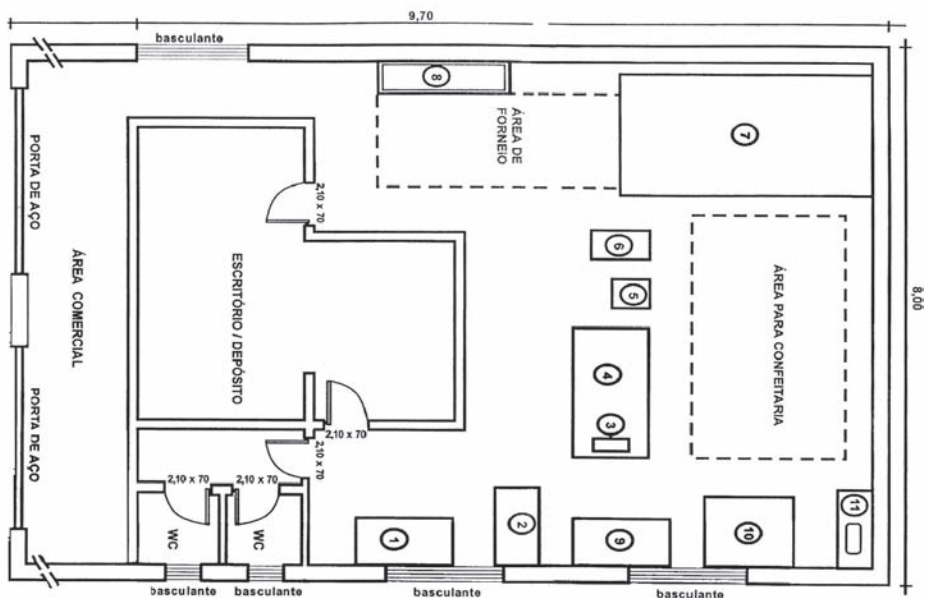 9,70
basculante
8
ÁREA DE
FORNEIO
7
8,00
PORTA DE AÇO
2,10 x 70
6
ÁREA COMERCIAL
ESCRITÓRIO / DEPÓSITO
5
ÁREA PARA CONFEITARIA
4
3
PORTA DE AÇO
2,10 x 70
2,10 x 70
2,10 x 70
2,10 x 70
WC
WC
1
2
9
10
11
basculante
basculante
basculante
basculante